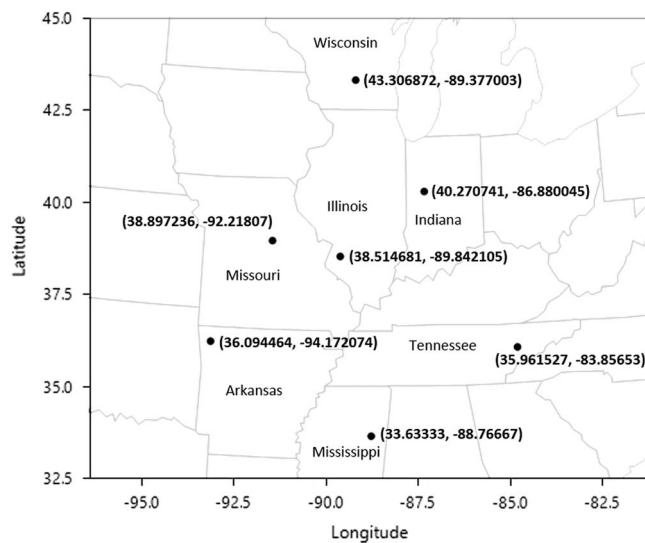 45.0
Wisconsin
(43.306872, -89.377003)
42.5
(40.270741, -86.880045)
40.0
Illinois
Indiana
(38.897236, -92.21807)
(38.514681, -89.842105)
Latitude
Missouri
37.5
(36.094464, -94.172074)
Tennessee
(35.961527, -83.85653)
35.0
Arkansas
(33.63333, -88.76667)
Mississippi
32.5
-95.0 -92.5 -90.0 -87.5 -85.0 -82.5
Longitude